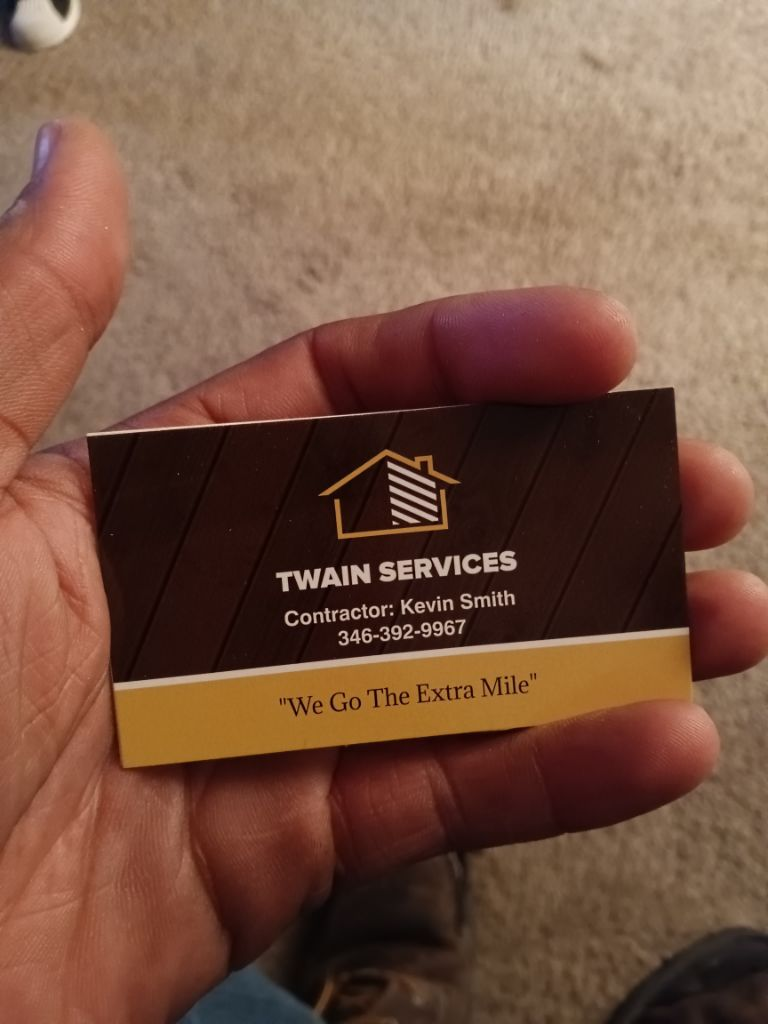 TWAIN SERVICES
Contractor: Kevin Smith
346-392-9967
"We Go The Extra Mile"